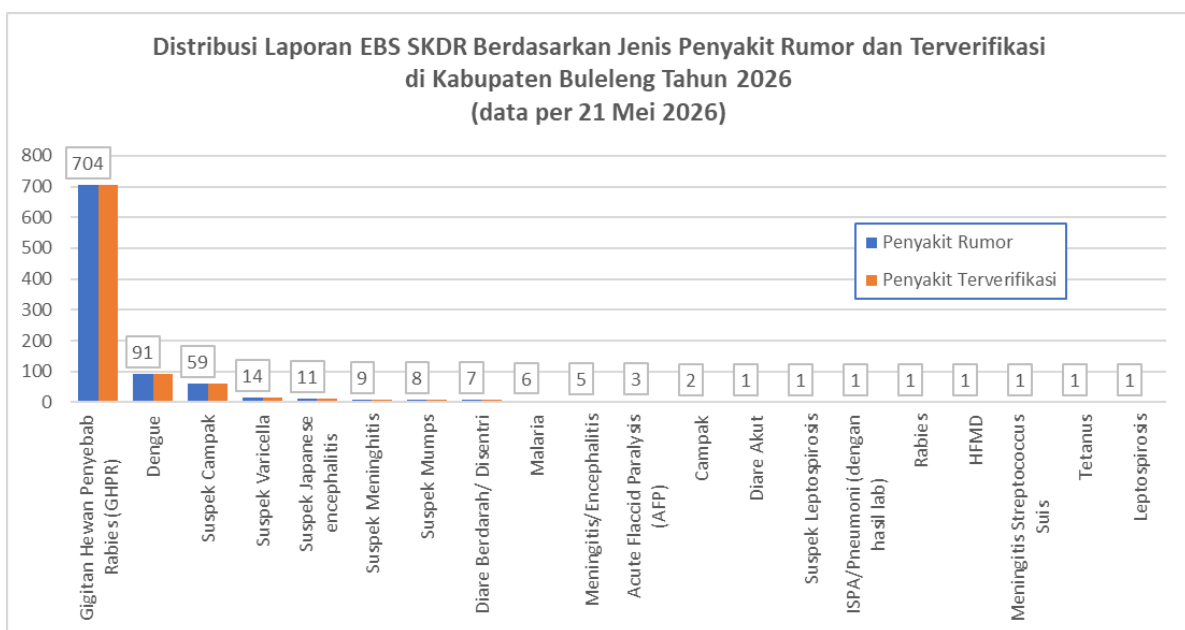 Distribusi Laporan EBS SKDR Berdasarkan Jenis Penyakit Rumor dan Terverifikasi
di Kabupaten Buleleng Tahun 2026
(data per 21 Mei 2026)
800
700
600
500
400
300
200
100
0
704
91
59
14
11
9
8
7
6
5
3
2
1
1
1
1
1
1
1
1
Penyakit Rumor
Penyakit Terverifikasi
Gigitan Hewan Penyebab
Rabies (GHPR)
Dengue
Suspek Campak
Suspek Varicella
Suspek Japanese
encephalitis
Suspek Meninghitis
Suspek Mumps
Diare Berdarah/ Disentri
Malaria
Meningitis/Encephalitis
Acute Flaccid Paralysis
(AFP)
Campak
Diare Akut
Suspek Leptospirosis
ISPA/Pneumoni (dengan
hasil lab)
Rabies
HFMD
Meningitis Streptococcus
Suis
Tetanus
Leptospirosis